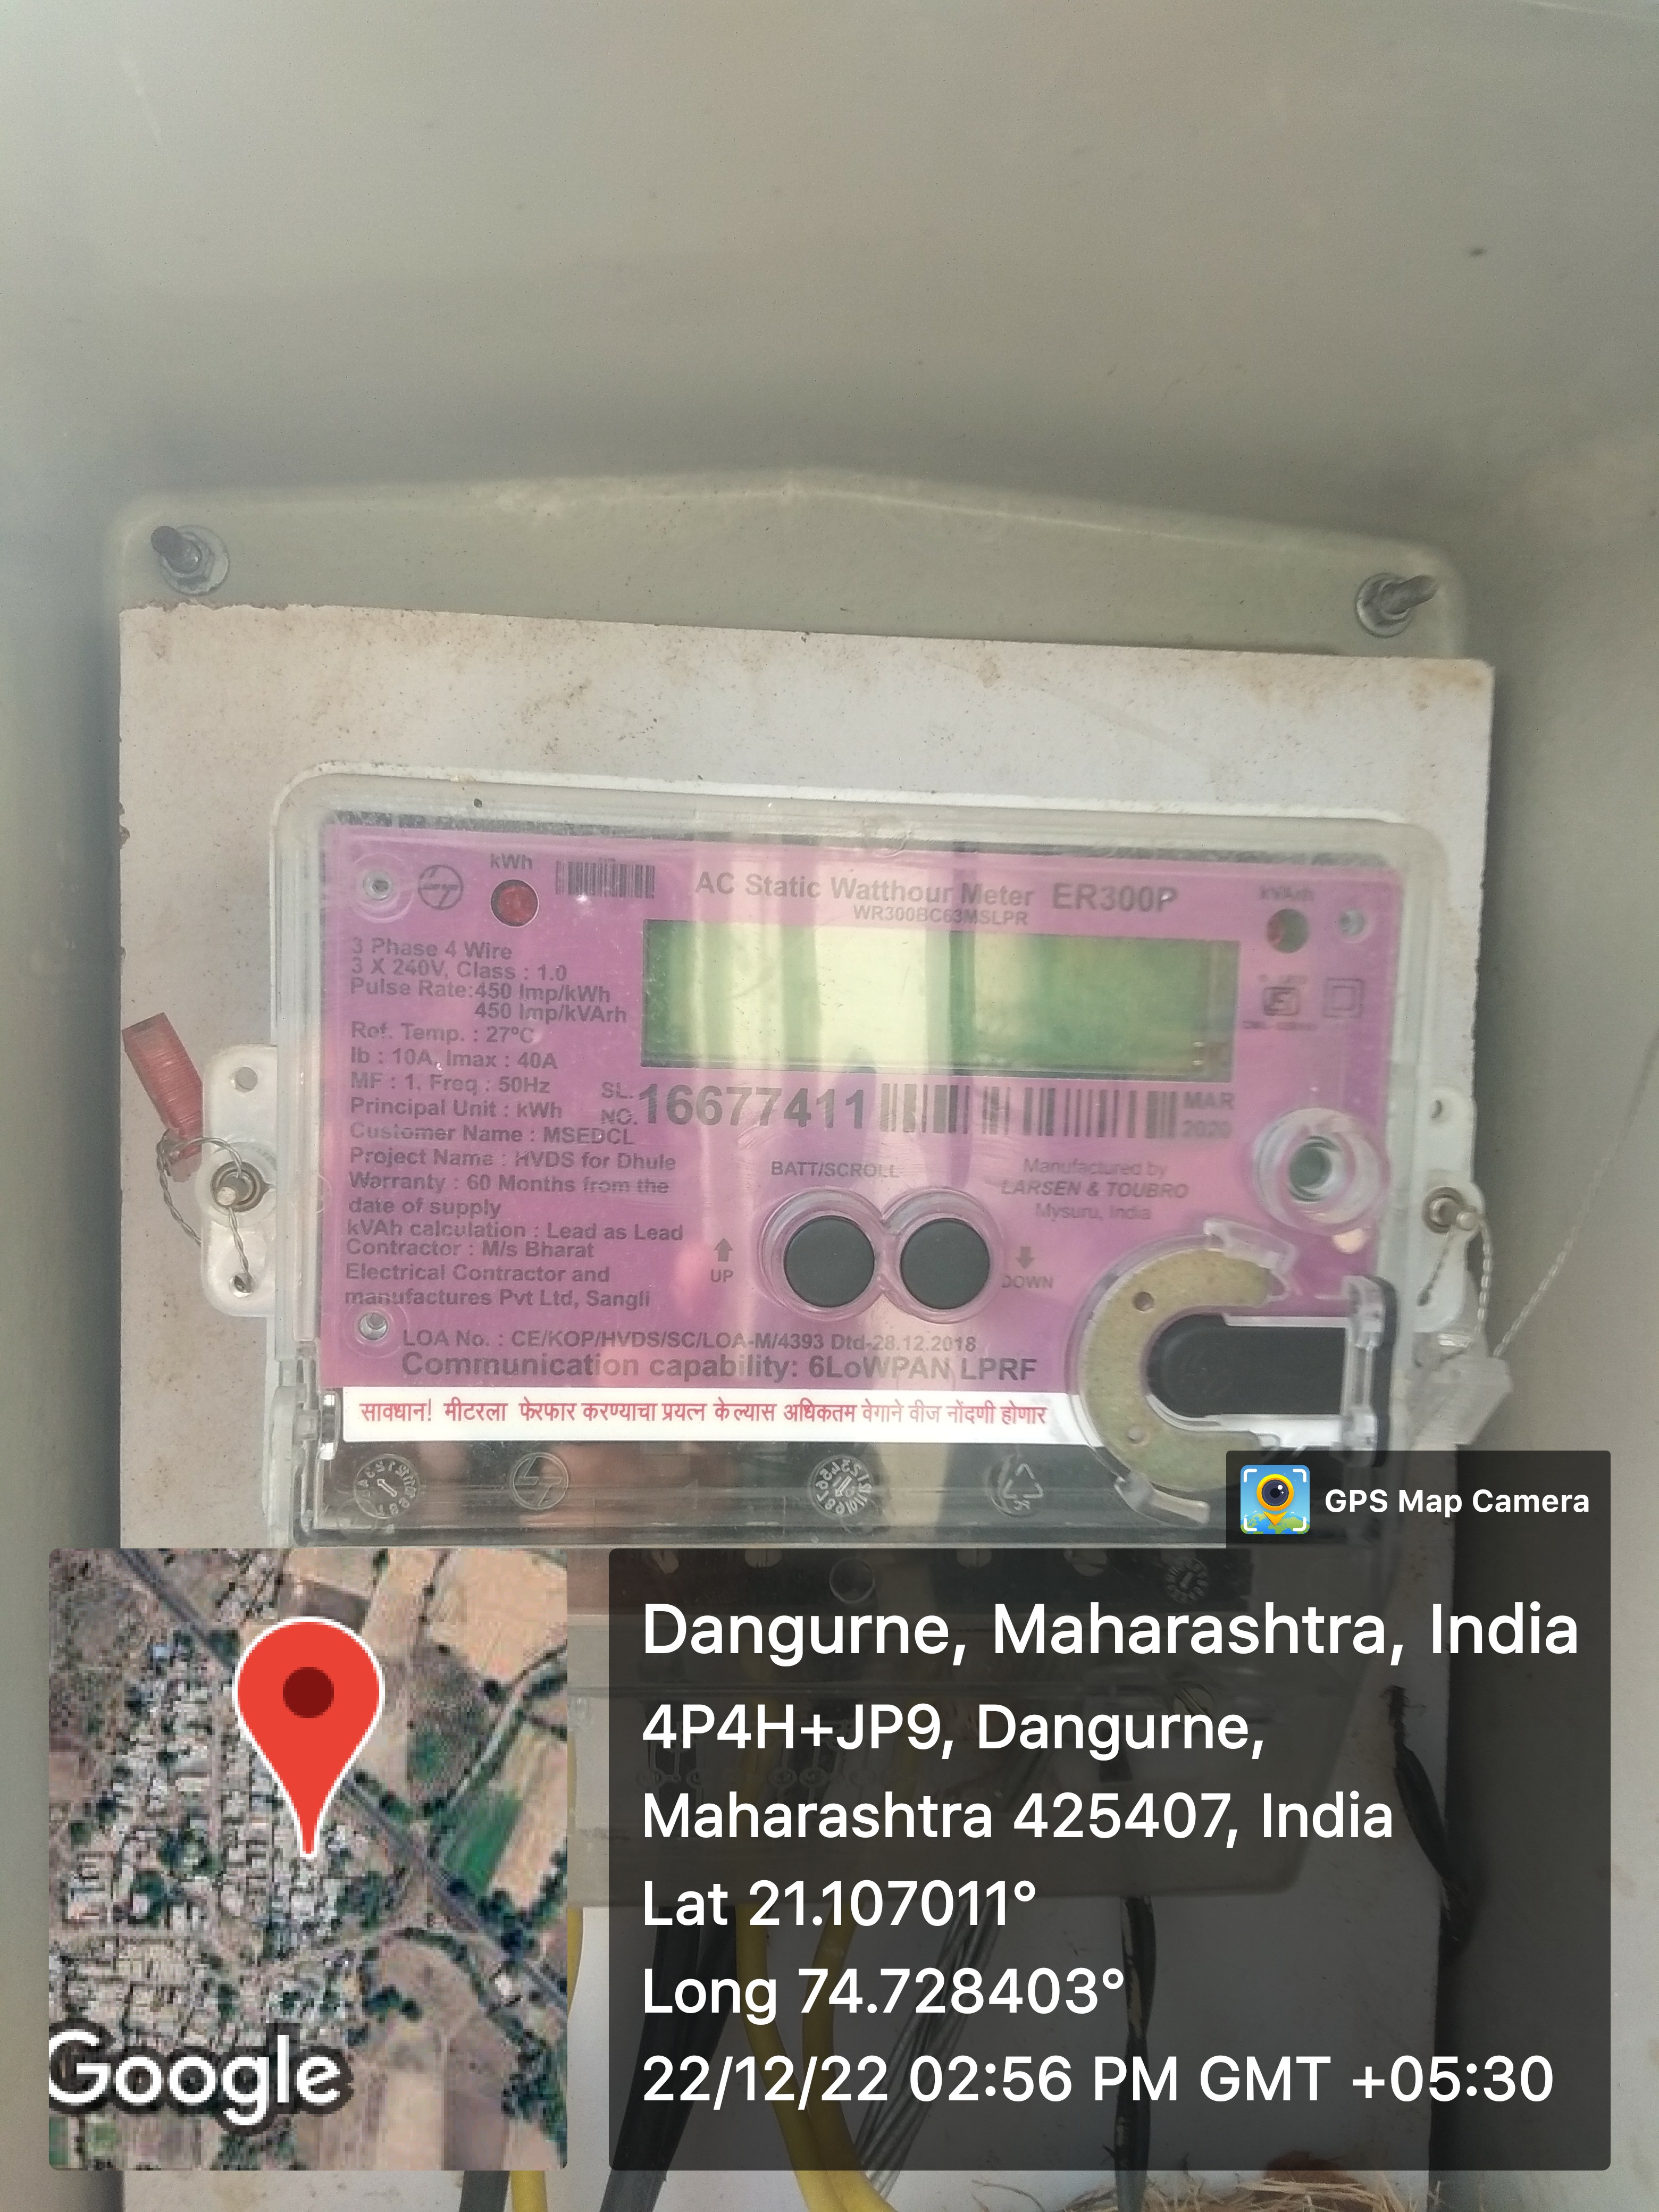 kWh
AC Static Watthour Meter ER300P
WR300BC63MSLPR
kVArh
3 Phase 4 Wire
3 X 240V, Class : 1.0
Pulse Rate:450 Imp/kWh
450 Imp/kVArh
Ref. Temp. : 27°C
Ib : 10A, Imax : 40A
MF : 1, Freq : 50Hz
Principal Unit : kWh
Customer Name : MSEDCL
Project Name : HVDS for Dhule
Warranty : 60 Months from the
date of supply
kVAh calculation : Lead as Lead
Contractor : M/s Bharat
Electrical Contractor and
manufactures Pvt Ltd, Sangli
SL.
NO. 16677411
MAR
2020
BATT/SCROLL
UP
DOWN
Manufactured by
LARSEN & TOUBRO
Mysuru, India
LOA No. : CE/KOP/HVDS/SC/LOA-M/4393 Dtd-28.12.2018
Communication capability: 6LoWPAN LPRF
सावधान! मीटरला फेरफार करण्याचा प्रयत्न केल्यास अधिकतम वेगाने वीज नोंदणी होणार
GPS Map Camera
Dangurne, Maharashtra, India
4P4H+JP9, Dangurne,
Maharashtra 425407, India
Lat 21.107011°
Long 74.728403°
22/12/22 02:56 PM GMT +05:30
Google